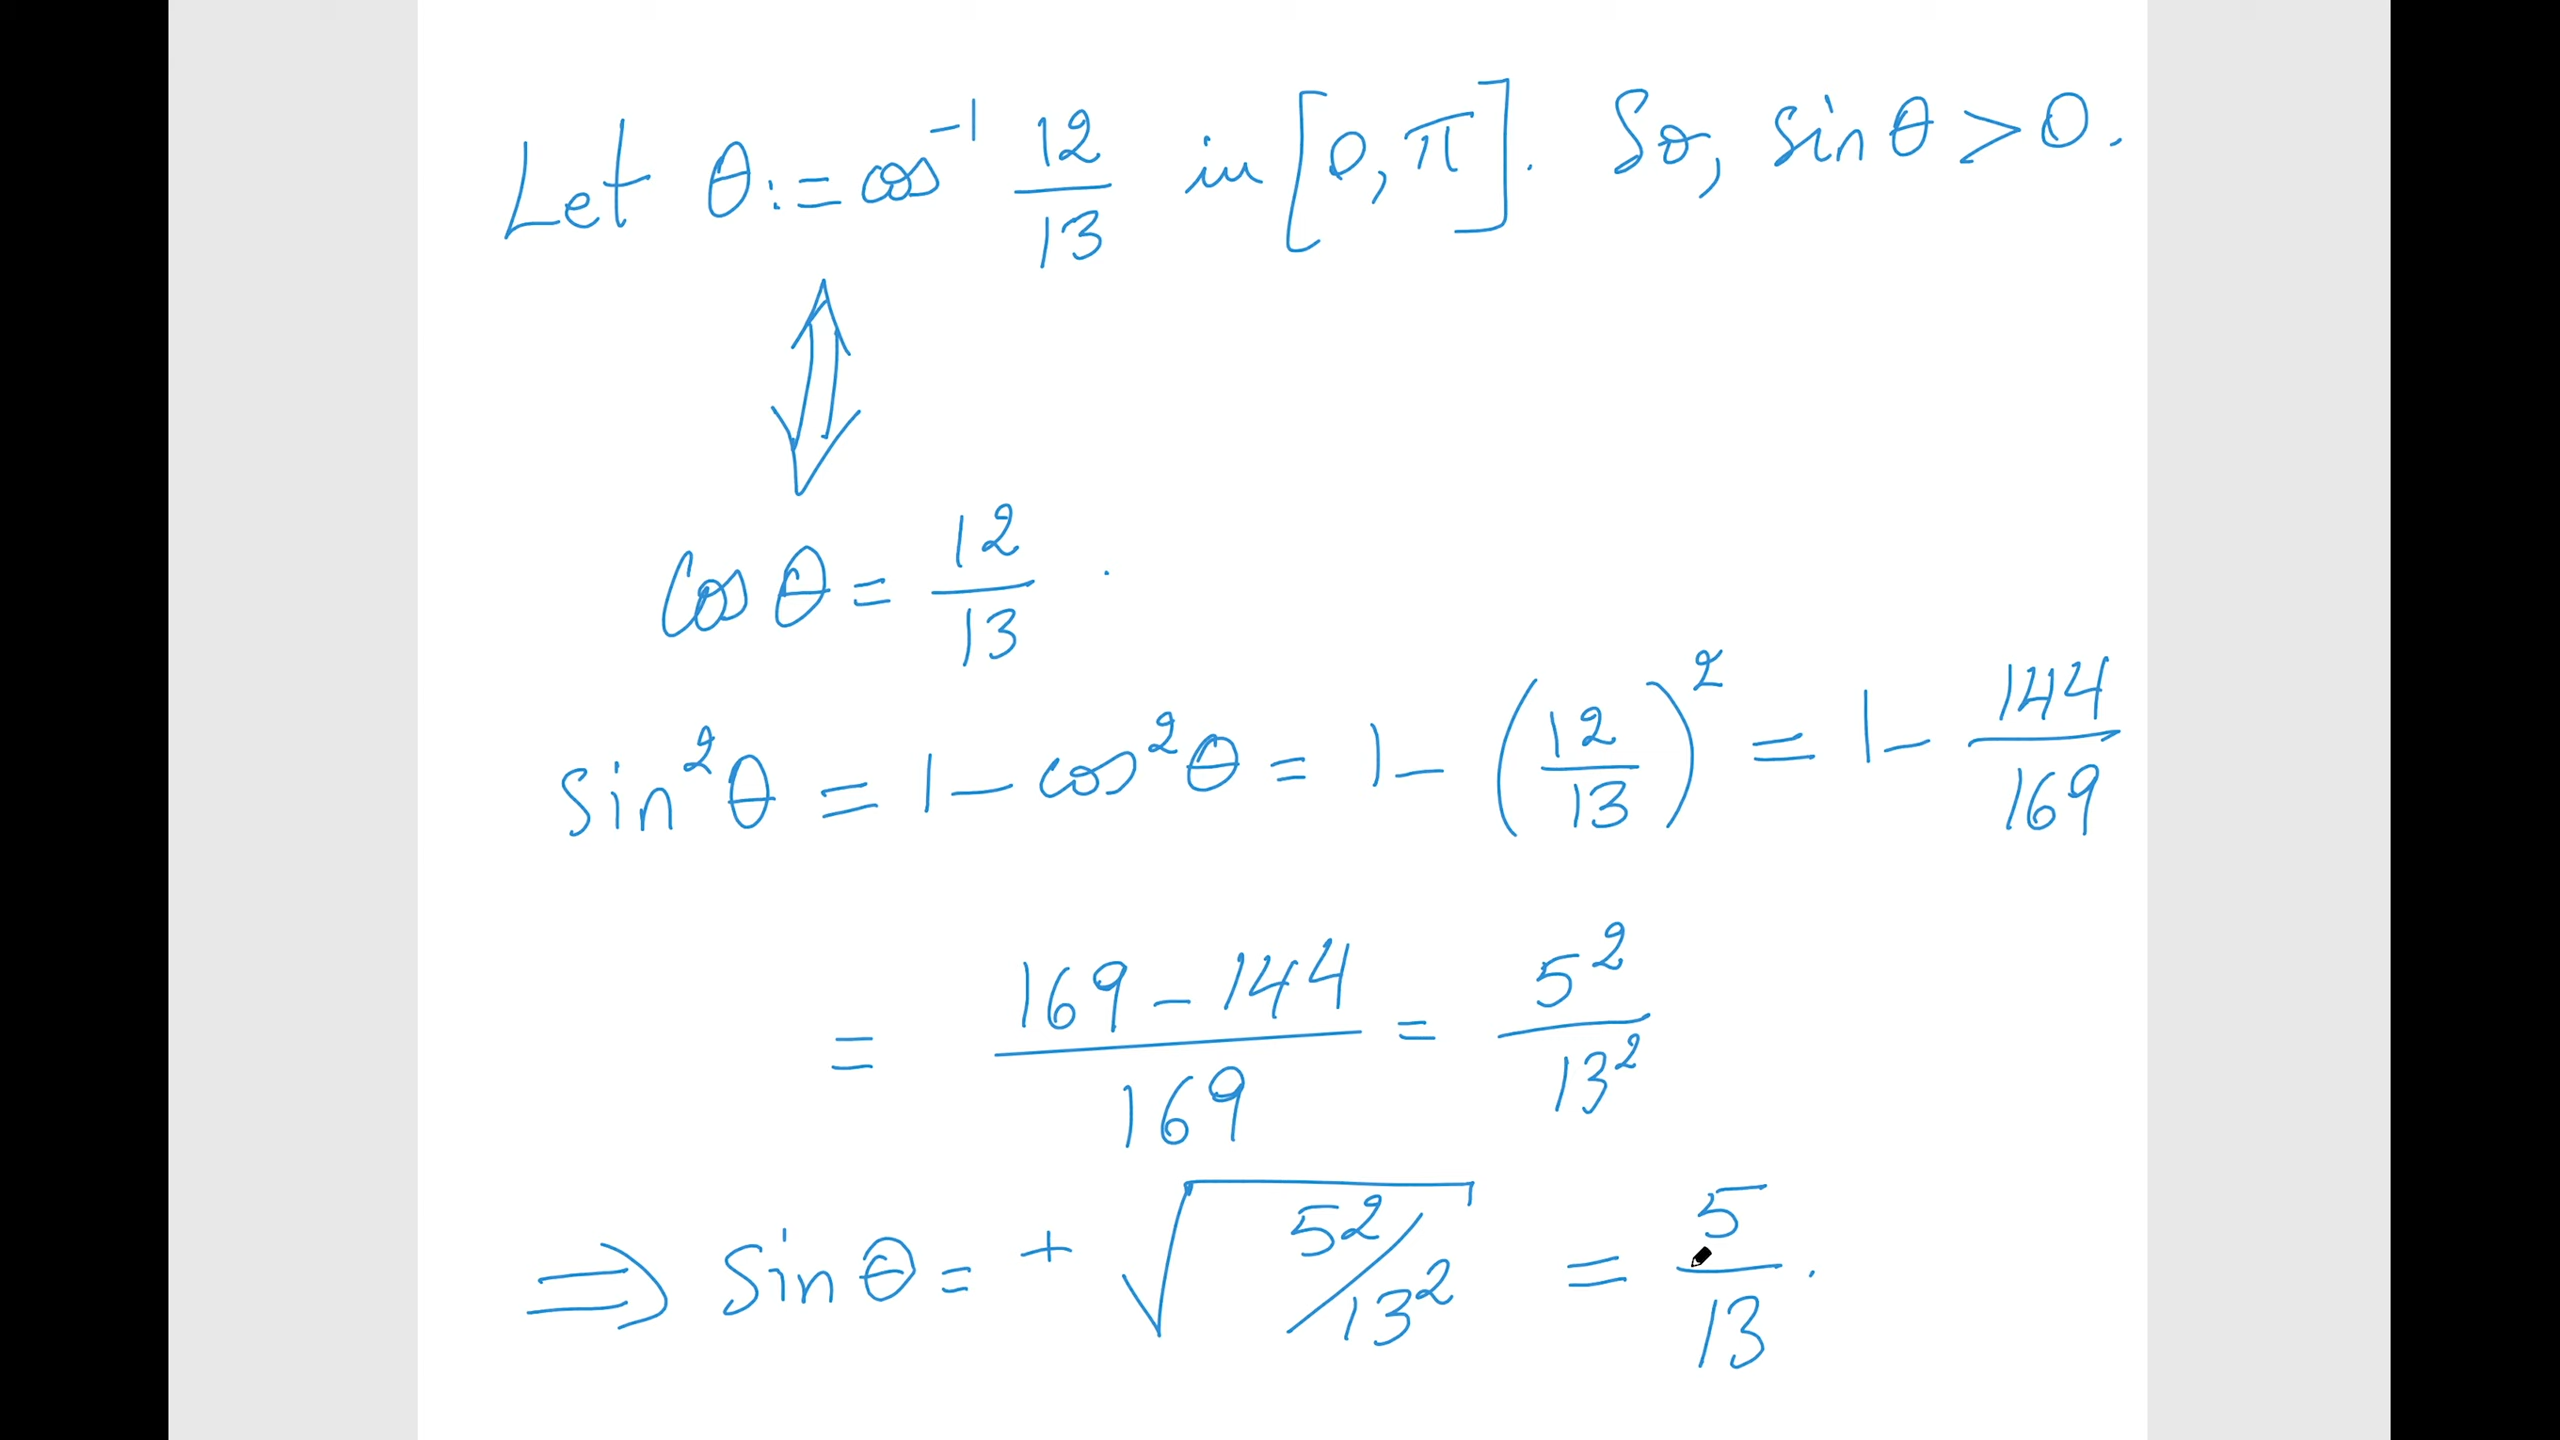 Let θ := cos⁻¹ 12/13 in [0, π]. So, sin θ > 0.
⇕
Cos θ = 12/13 .
Sin²θ = 1 − cos²θ = 1 − (12/13)² = 1 − 144/169
= (169 − 144)/169 = 5²/13²
⟹ Sin θ = + √(5²/13²) = 5/13 .